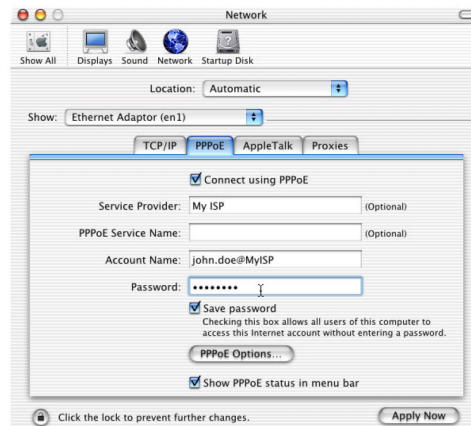 Network
Show All Displays Sound Network Startup Disk
Location: Automatic
Show: Ethernet Adaptor (en1)
TCP/IP PPPoE AppleTalk Proxies
Connect using PPPoE
Service Provider: My ISP (Optional)
PPPoE Service Name: (Optional)
Account Name: john.doe@MyISP
Password: ••••••••
Save password
Checking this box allows all users of this computer to
access this Internet account without entering a password.
PPPoE Options...
Show PPPoE status in menu bar
Click the lock to prevent further changes. Apply Now